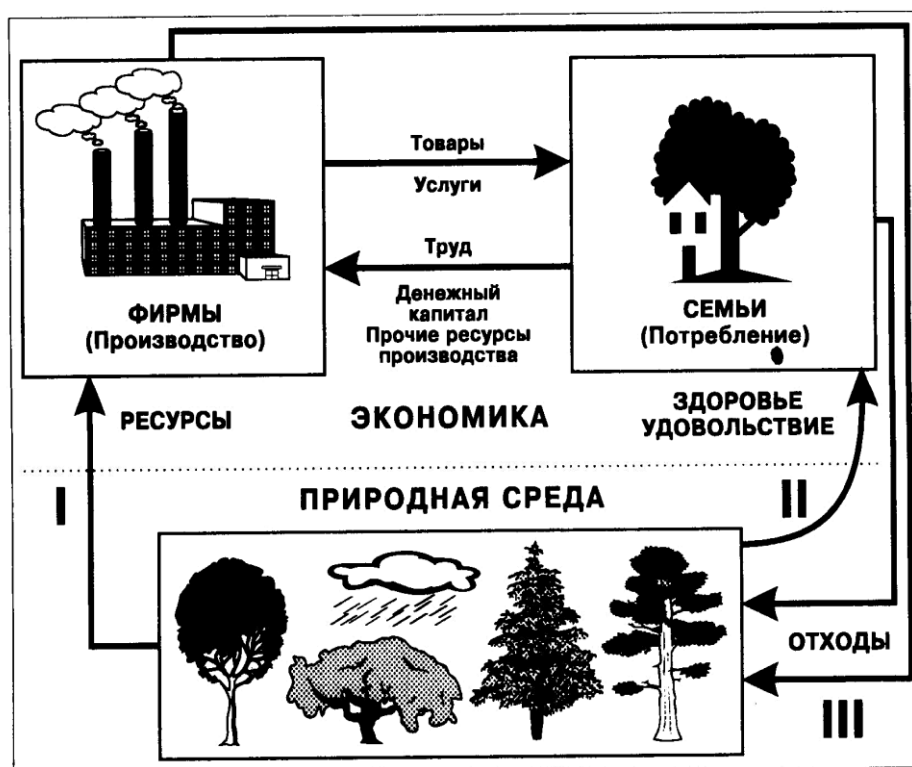 Товары
Услуги
Труд
Денежный
капитал
Прочие ресурсы
производства
ФИРМЫ
(Производство)
СЕМЬИ
(Потребление)
РЕСУРСЫ
ЭКОНОМИКА
ЗДОРОВЬЕ
УДОВОЛЬСТВИЕ
I
ПРИРОДНАЯ СРЕДА
II
ОТХОДЫ
III